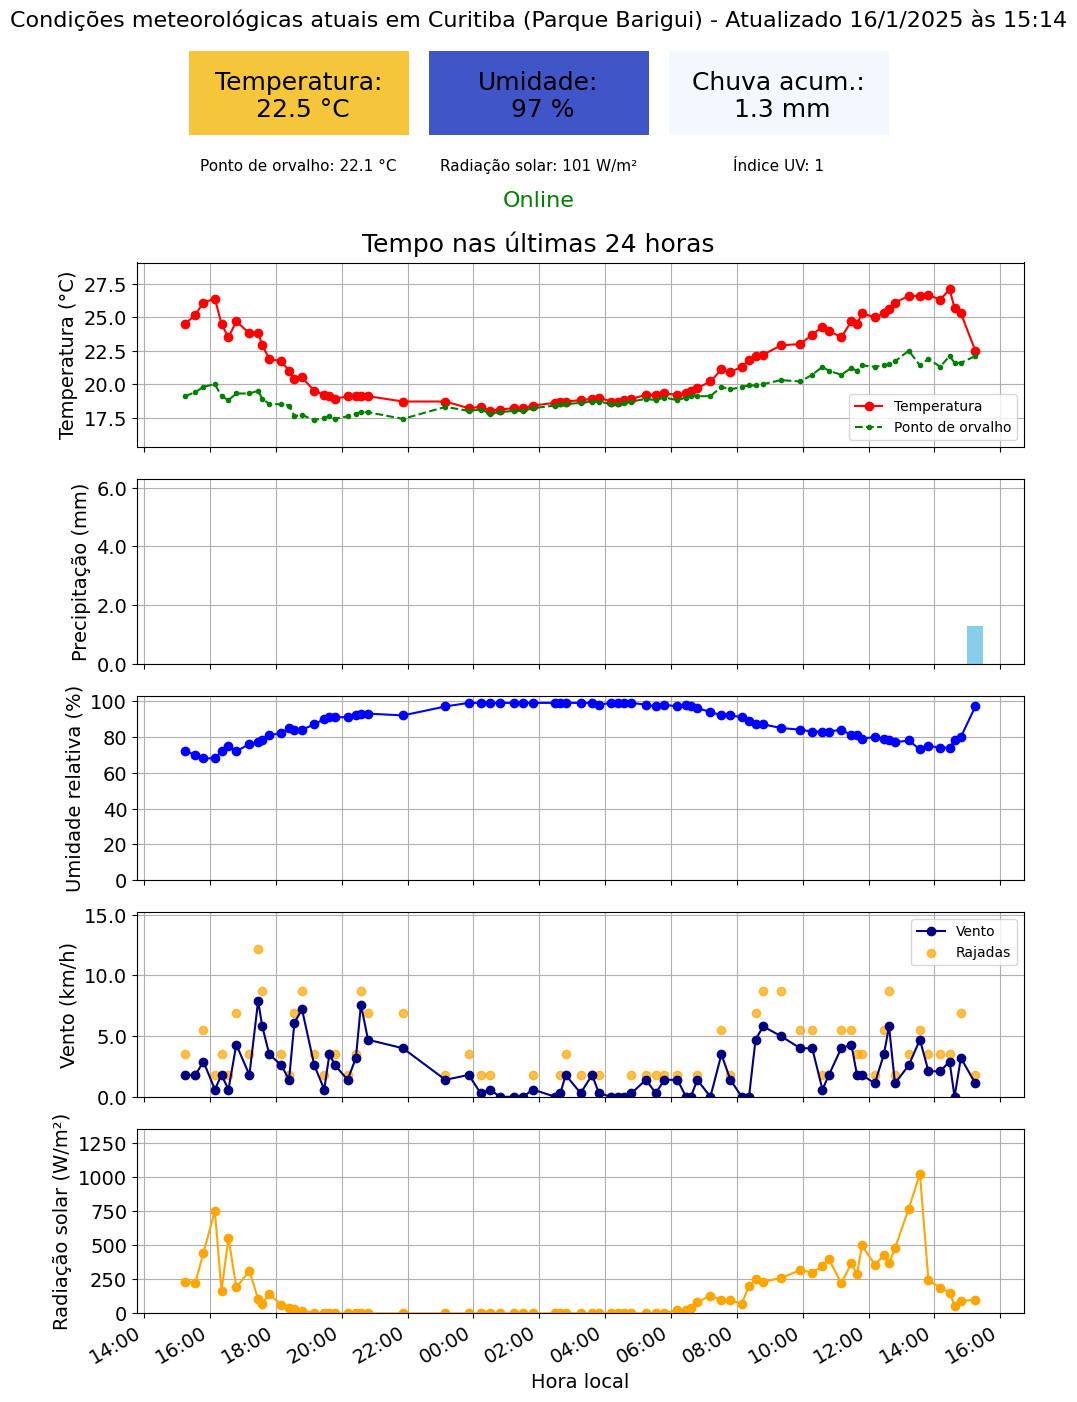 Condições meteorológicas atuais em Curitiba (Parque Barigui) - Atualizado 16/1/2025 às 15:14
Temperatura:
22.5 °C
Umidade:
97 %
Chuva acum.:
1.3 mm
Ponto de orvalho: 22.1 °C
Radiação solar: 101 W/m²
Índice UV: 1
Online
Tempo nas últimas 24 horas
Temperatura (°C)
27.5
25.0
22.5
20.0
17.5
Temperatura
Ponto de orvalho
Precipitação (mm)
6.0
4.0
2.0
0.0
Umidade relativa (%)
100
80
60
40
20
0
Vento (km/h)
15.0
10.0
5.0
0.0
Vento
Rajadas
Radiação solar (W/m²)
1250
1000
750
500
250
0
14:00
16:00
18:00
20:00
22:00
00:00
02:00
04:00
06:00
08:00
10:00
12:00
14:00
16:00
Hora local